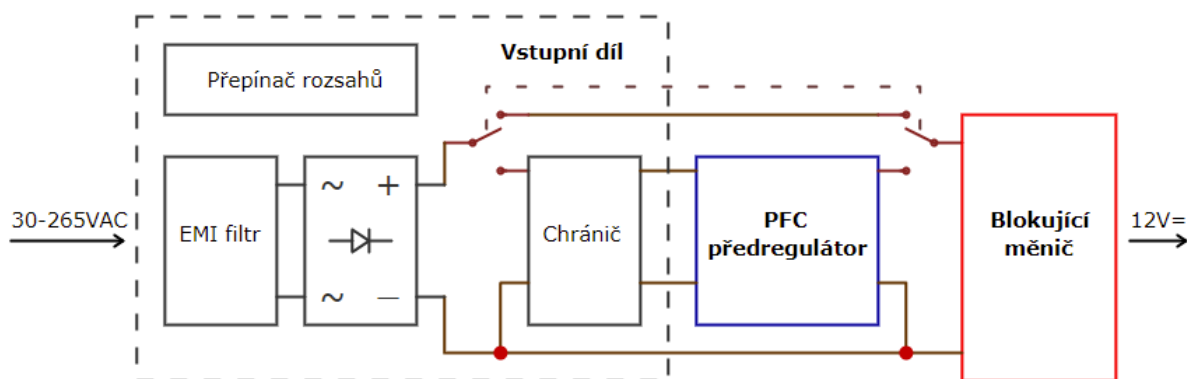 Vstupní díl
Přepínač rozsahů
30-265VAC
EMI filtr
~ +
~ —
Chránič
PFC
předregulátor
Blokující
měnič
12V=